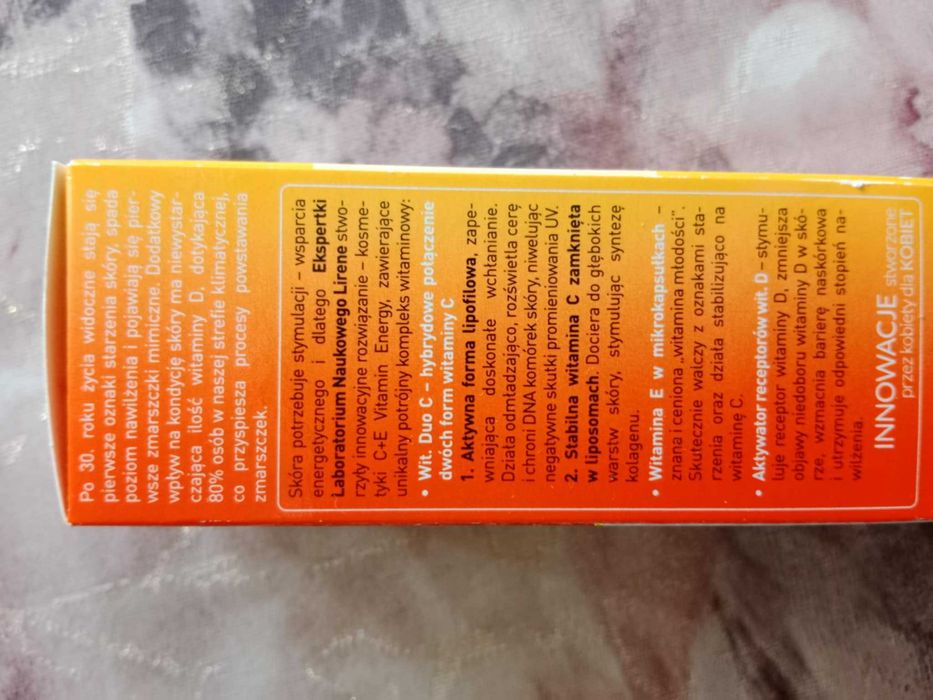 Po 30. roku życia widoczne stają się
pierwsze oznaki starzenia skóry, spada
poziom nawilżenia i pojawiają się pier-
wsze zmarszczki mimiczne. Dodatkowy
wpływ na kondycję skóry ma niewystar-
czająca ilość witaminy D, dotykająca
80% osób w naszej strefie klimatycznej,
co przyspiesza procesy powstawania
zmarszczek.
Skóra potrzebuje stymulacji – wsparcia
energetycznego i dlatego Ekspertki
Laboratorium Naukowego Lirene stwo-
rzyły innowacyjne rozwiązanie – kosme-
tyki C+E Vitamin Energy, zawierające
unikalny potrójny kompleks witaminowy:
• Wit. Duo C – hybrydowe połączenie
dwóch form witaminy C
1. Aktywna forma lipofilowa, zape-
wniająca doskonałe wchłanianie.
Działa odmładzająco, rozświetla cerę
i chroni DNA komórek skóry, niwelując
negatywne skutki promieniowania UV.
2. Stabilna witamina C zamknięta
w liposomach. Dociera do głębokich
warstw skóry, stymulując syntezę
kolagenu.
• Witamina E w mikrokapsułkach –
znana i ceniona „witamina młodości”.
Skutecznie walczy z oznakami sta-
rzenia oraz działa stabilizująco na
witaminę C.
• Aktywator receptorów wit. D – stymu-
luje receptor witaminy D, zmniejsza
objawy niedoboru witaminy D w skó-
rze, wzmacnia barierę naskórkowa
i utrzymuje odpowiedni stopień na-
wilżenia.
INNOWACJE stworzone
przez kobiety dla KOBIET